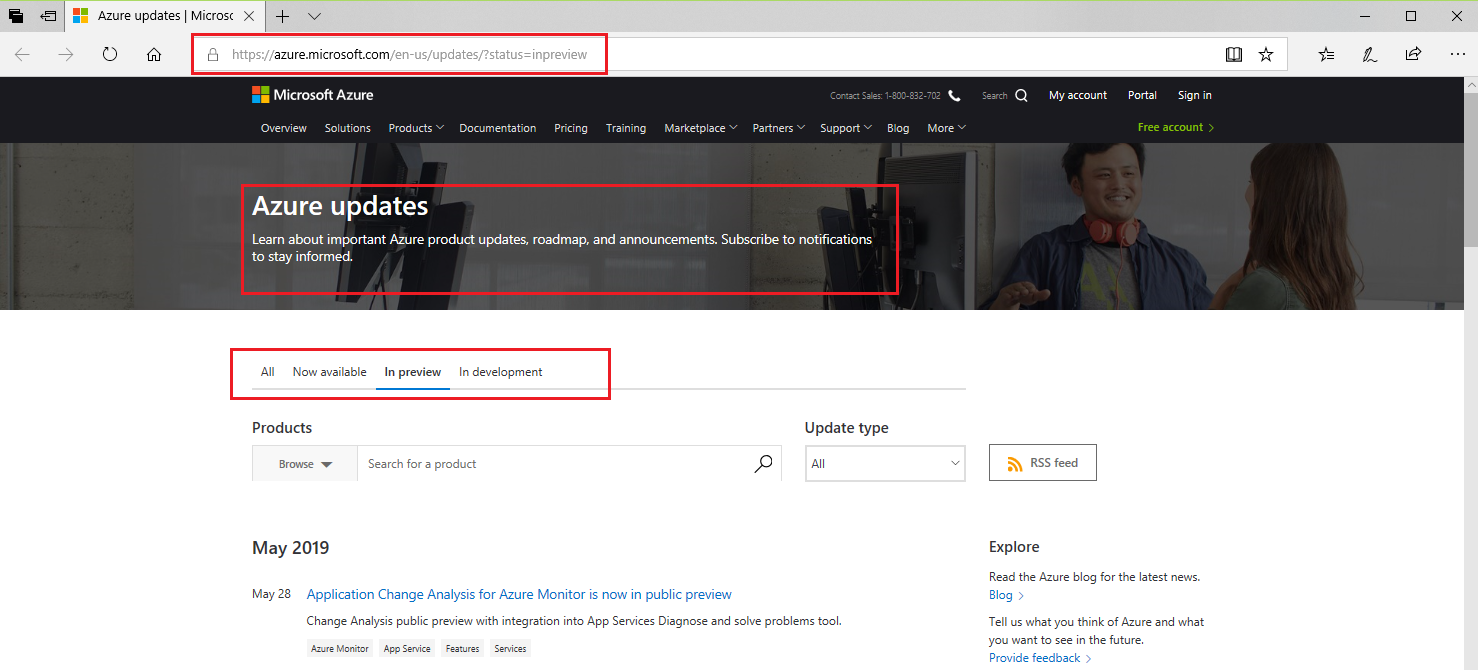 Azure updates | Microsc
https://azure.microsoft.com/en-us/updates/?status=inpreview
Microsoft Azure
Contact Sales: 1-800-832-702
Search
My account
Portal
Sign in
Overview
Solutions
Products
Documentation
Pricing
Training
Marketplace
Partners
Support
Blog
More
Free account
Azure updates
Learn about important Azure product updates, roadmap, and announcements. Subscribe to notifications
to stay informed.
All
Now available
In preview
In development
Products
Update type
Browse
Search for a product
All
RSS feed
May 2019
May 28
Application Change Analysis for Azure Monitor is now in public preview
Change Analysis public preview with integration into App Services Diagnose and solve problems tool.
Azure Monitor
App Service
Features
Services
Explore
Read the Azure blog for the latest news.
Blog
Tell us what you think of Azure and what
you want to see in the future.
Provide feedback